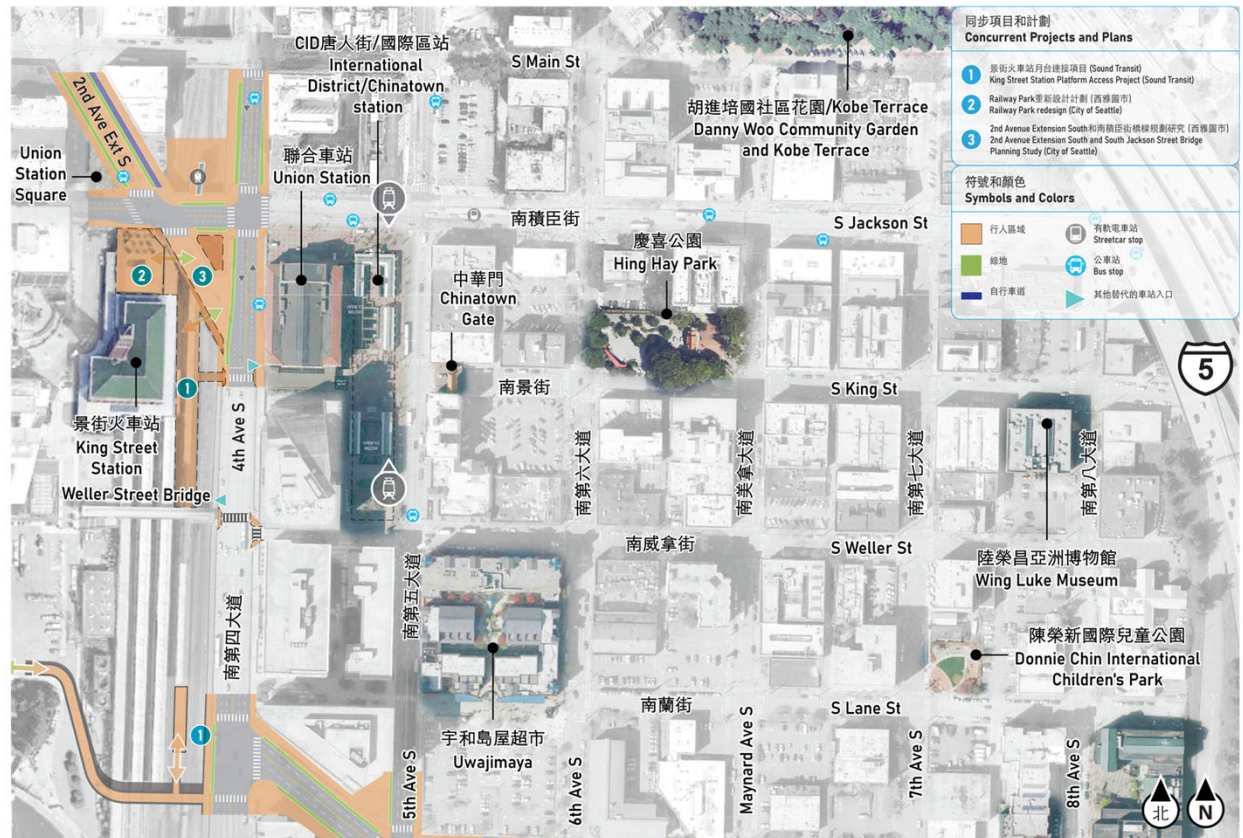 同步項目和計劃
Concurrent Projects and Plans
1
景街火車站月台連接項目 (Sound Transit)
King Street Station Platform Access Project (Sound Transit)
2
Railway Park重新設計計劃 (西雅圖市)
Railway Park redesign (City of Seattle)
3
2nd Avenue Extension South和南積臣街橋樑規劃研究 (西雅圖市)
2nd Avenue Extension South and South Jackson Street Bridge
Planning Study (City of Seattle)
符號和顏色
Symbols and Colors
行人區域
綠地
自行車道
有軌電車站
Streetcar stop
公車站
Bus stop
其他替代的車站入口
CID唐人街/國際區站
International
District/Chinatown
station
S Main St
胡進培國社區花園/Kobe Terrace
Danny Woo Community Garden
and Kobe Terrace
2nd Ave Ext S
Union
Station
Square
聯合車站
Union Station
南積臣街
S Jackson St
慶喜公園
Hing Hay Park
中華門
Chinatown
Gate
2
3
OPEN TO
BELOW
南景街
S King St
5
1
景街火車站
King Street
Station
4th Ave S
Weller Street Bridge
OPEN TO
BELOW
南第六大道
南美拿大道
南第七大道
南第八大道
南威拿街
S Weller St
陸榮昌亞洲博物館
Wing Luke Museum
南第四大道
南第五大道
陳榮新國際兒童公園
Donnie Chin International
Children's Park
南蘭街
S Lane St
1
宇和島屋超市
Uwajimaya
5th Ave S
6th Ave S
Maynard Ave S
7th Ave S
8th Ave S
北
N